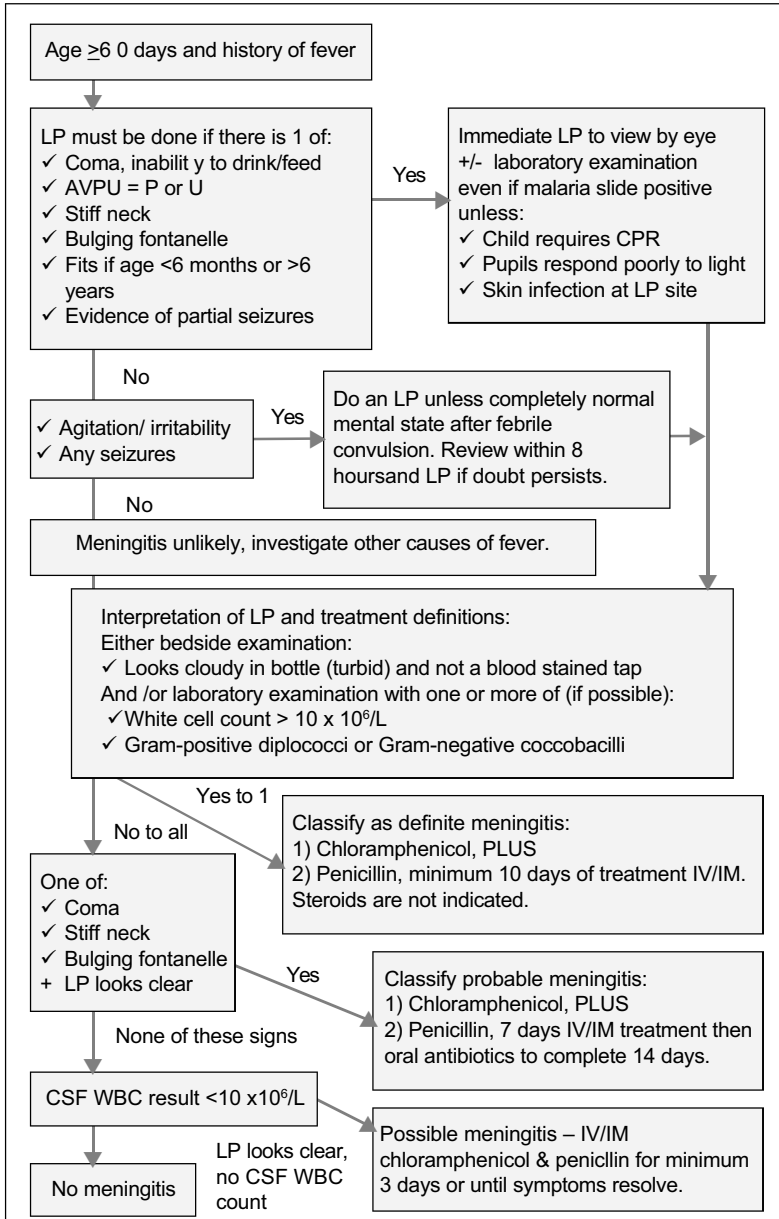 Age ≥6 0 days and history of fever
LP must be done if there is 1 of:
✓ Coma, inabilit y to drink/feed
✓ AVPU = P or U
✓ Stiff neck
✓ Bulging fontanelle
✓ Fits if age <6 months or >6
years
✓ Evidence of partial seizures
Yes
Immediate LP to view by eye
+/- laboratory examination
even if malaria slide positive
unless:
✓ Child requires CPR
✓ Pupils respond poorly to light
✓ Skin infection at LP site
No
✓ Agitation/ irritability
✓ Any seizures
Yes
Do an LP unless completely normal
mental state after febrile
convulsion. Review within 8
hoursand LP if doubt persists.
No
Meningitis unlikely, investigate other causes of fever.
Interpretation of LP and treatment definitions:
Either bedside examination:
✓ Looks cloudy in bottle (turbid) and not a blood stained tap
And /or laboratory examination with one or more of (if possible):
✓White cell count > 10 x 10⁶/L
✓ Gram-positive diplococci or Gram-negative coccobacilli
Yes to 1
No to all
Classify as definite meningitis:
1) Chloramphenicol, PLUS
2) Penicillin, minimum 10 days of treatment IV/IM.
Steroids are not indicated.
One of:
✓ Coma
✓ Stiff neck
✓ Bulging fontanelle
+ LP looks clear
Yes
Classify probable meningitis:
1) Chloramphenicol, PLUS
2) Penicillin, 7 days IV/IM treatment then
oral antibiotics to complete 14 days.
None of these signs
CSF WBC result <10 x10⁶/L
LP looks clear,
no CSF WBC
count
Possible meningitis – IV/IM
chloramphenicol & penicllin for minimum
3 days or until symptoms resolve.
No meningitis